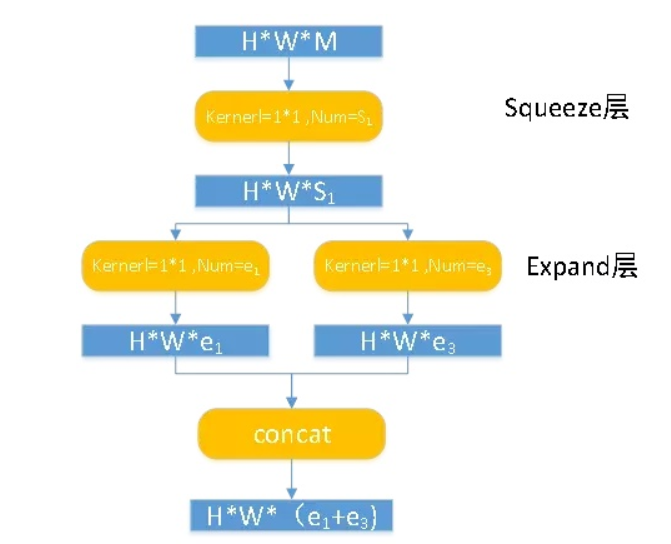 H*W*M
Kernerl=1*1 ,Num=S₁
Squeeze层
H*W*S₁
Kernerl=1*1 ,Num=e₁
Kernerl=1*1 ,Num=e₃
Expand层
H*W*e₁
H*W*e₃
concat
H*W*（e₁+e₃)